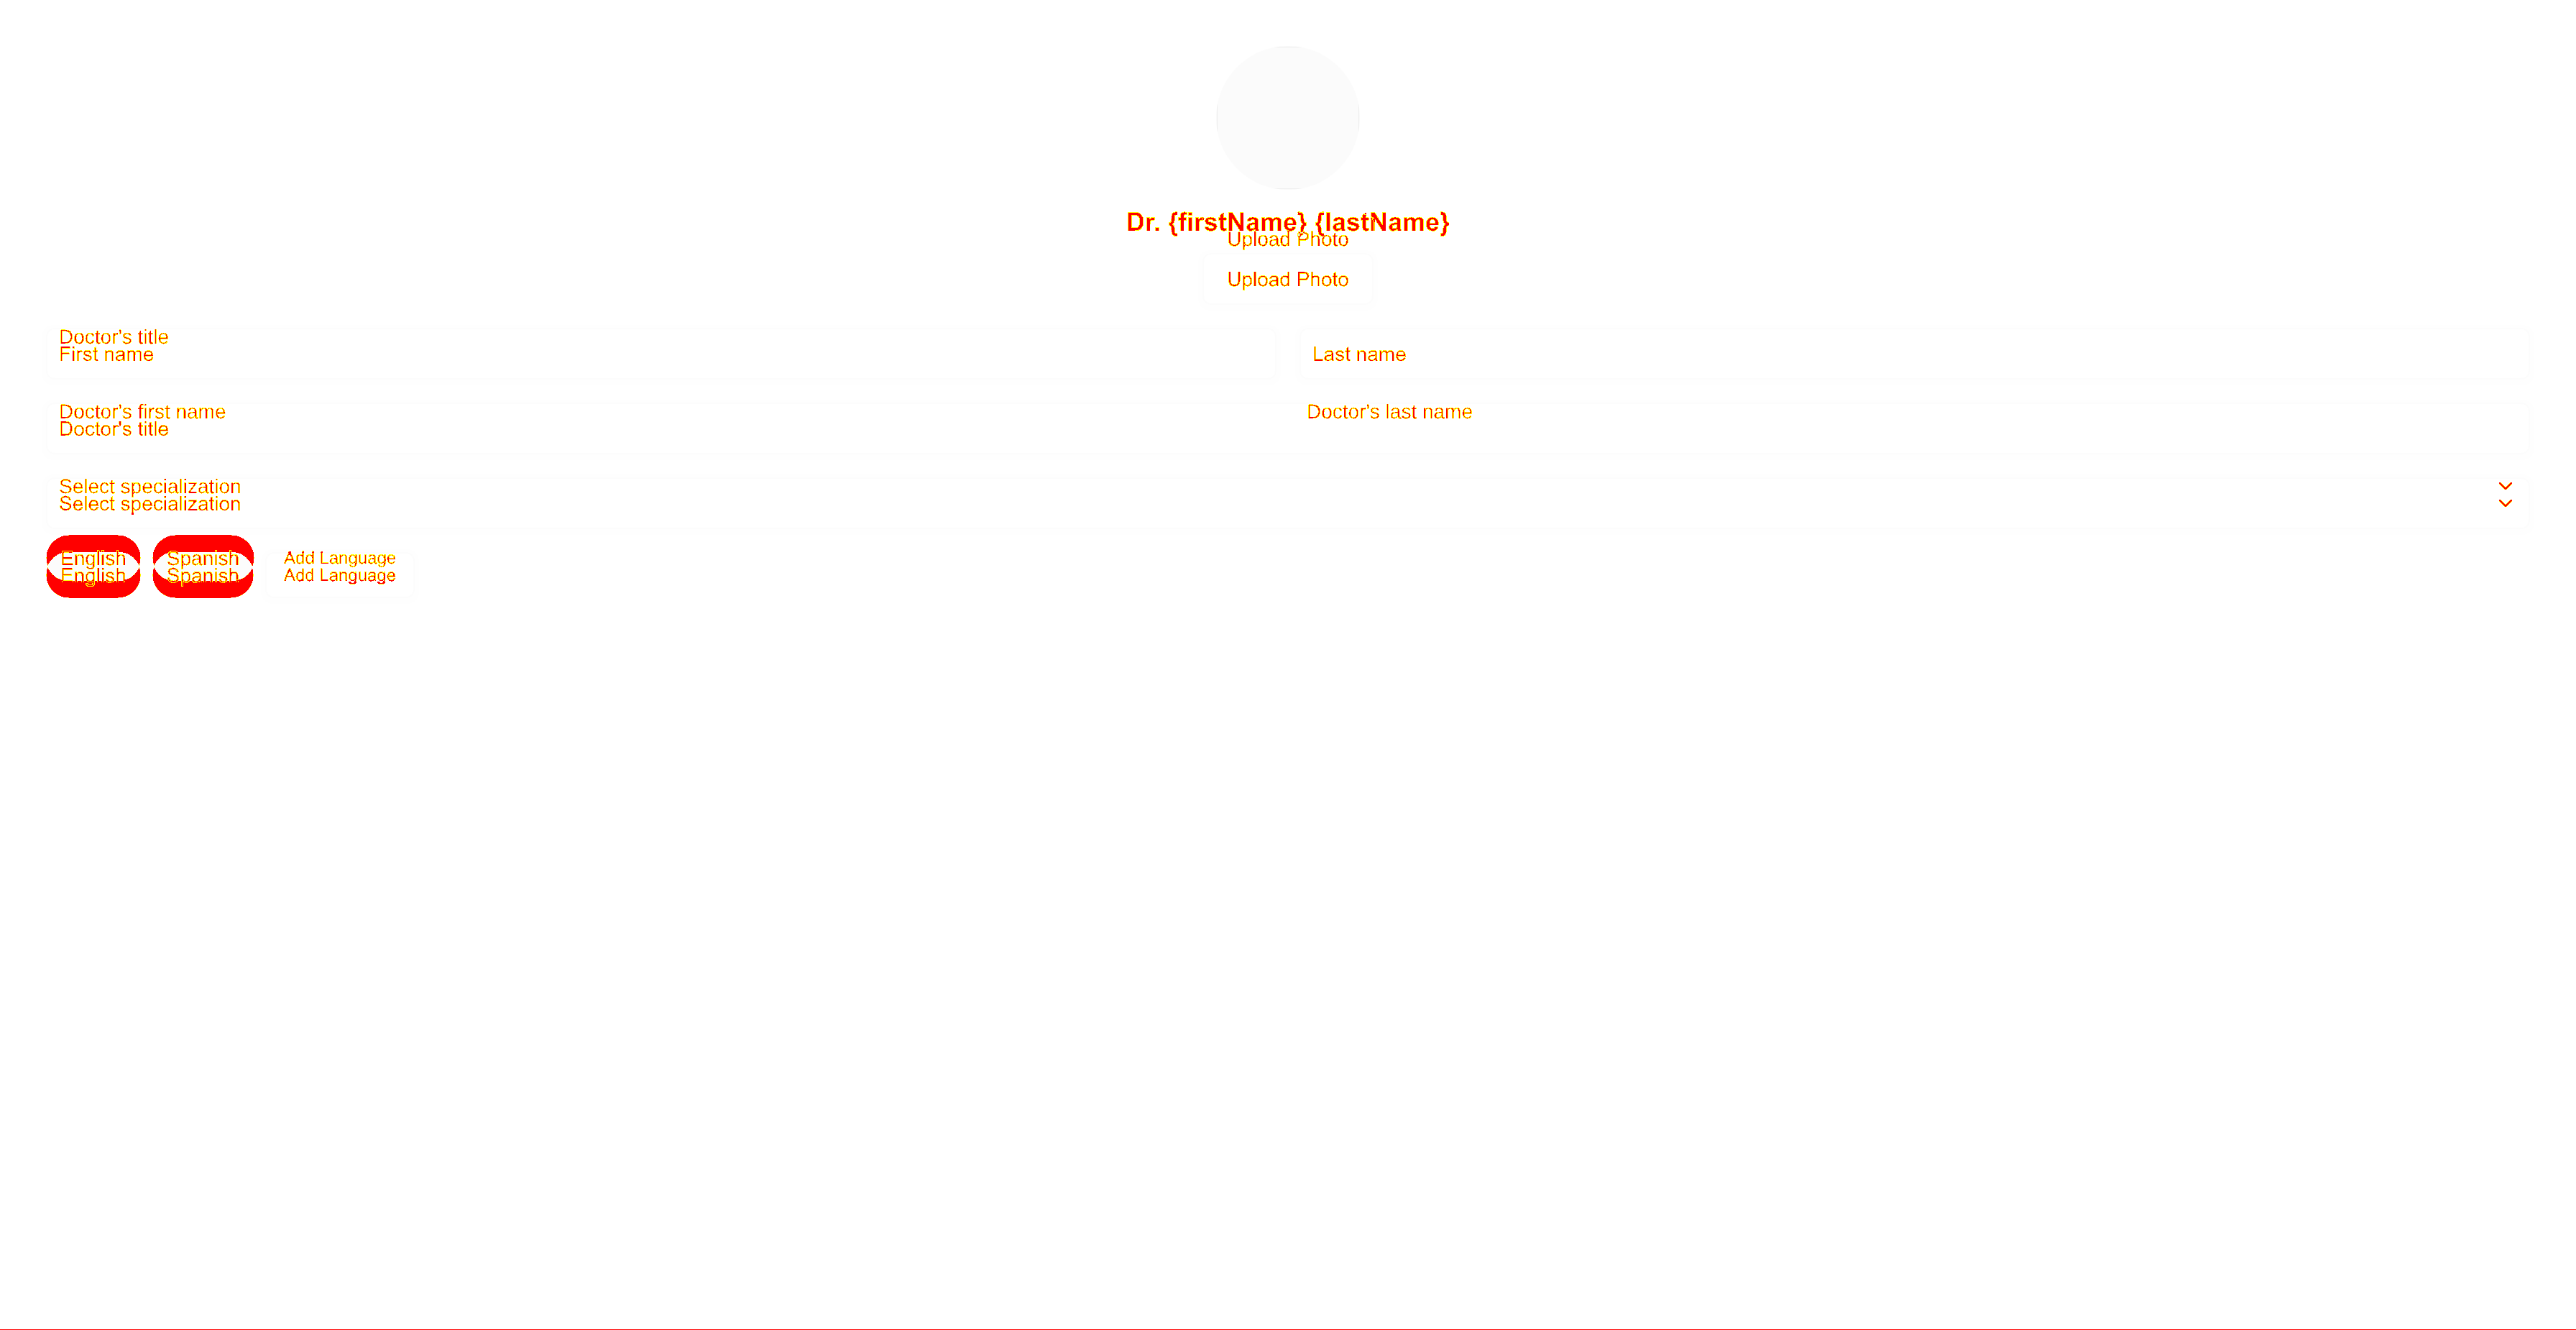 Dr. {firstName} {lastName}
Upload Photo
Upload Photo
Doctor's title
First name
Last name
Doctor's first name
Doctor's last name
Doctor's title
Select specialization
Select specialization
English
Spanish
Add Language
English
Spanish
Add Language